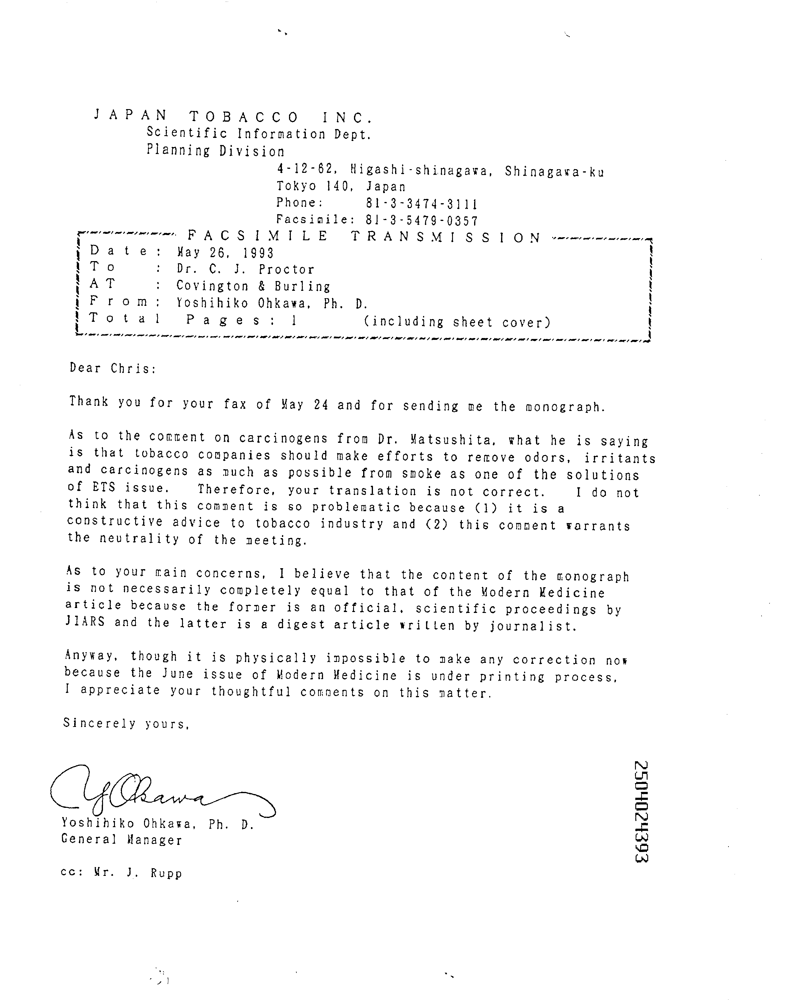 JAPAN TOBACCO INC.
Scientific Information Dept.
Planning Division
4-12-62, Higashi-shinagawa, Shinagawa-ku
Tokyo 140, Japan
Phone: 81-3-3474-3111
Facsimile: 81-3-5479-0357
FACSIMILE TRANSMISSION
Date: May 26, 1993
To : Dr. C. J. Proctor
AT : Covington & Burling
From: Yoshihiko Ohkawa, Ph. D.
Total Pages: 1 (including sheet cover)
Dear Chris:
Thank you for your fax of May 24 and for sending me the monograph.
As to the comment on carcinogens from Dr. Matsushita, what he is saying
is that tobacco companies should make efforts to remove odors, irritants
and carcinogens as much as possible from smoke as one of the solutions
of ETS issue. Therefore, your translation is not correct. I do not
think that this comment is so problematic because (1) it is a
constructive advice to tobacco industry and (2) this comment warrants
the neutrality of the meeting.
As to your main concerns, I believe that the content of the monograph
is not necessarily completely equal to that of the Modern Medicine
article because the former is an official, scientific proceedings by
JIARS and the latter is a digest article written by journalist.
Anyway, though it is physically impossible to make any correction now
because the June issue of Modern Medicine is under printing process,
I appreciate your thoughtful comments on this matter.
Sincerely yours,
Y Ohkawa
Yoshihiko Ohkawa, Ph. D.
General Manager
cc: Mr. J. Rupp
2504024393